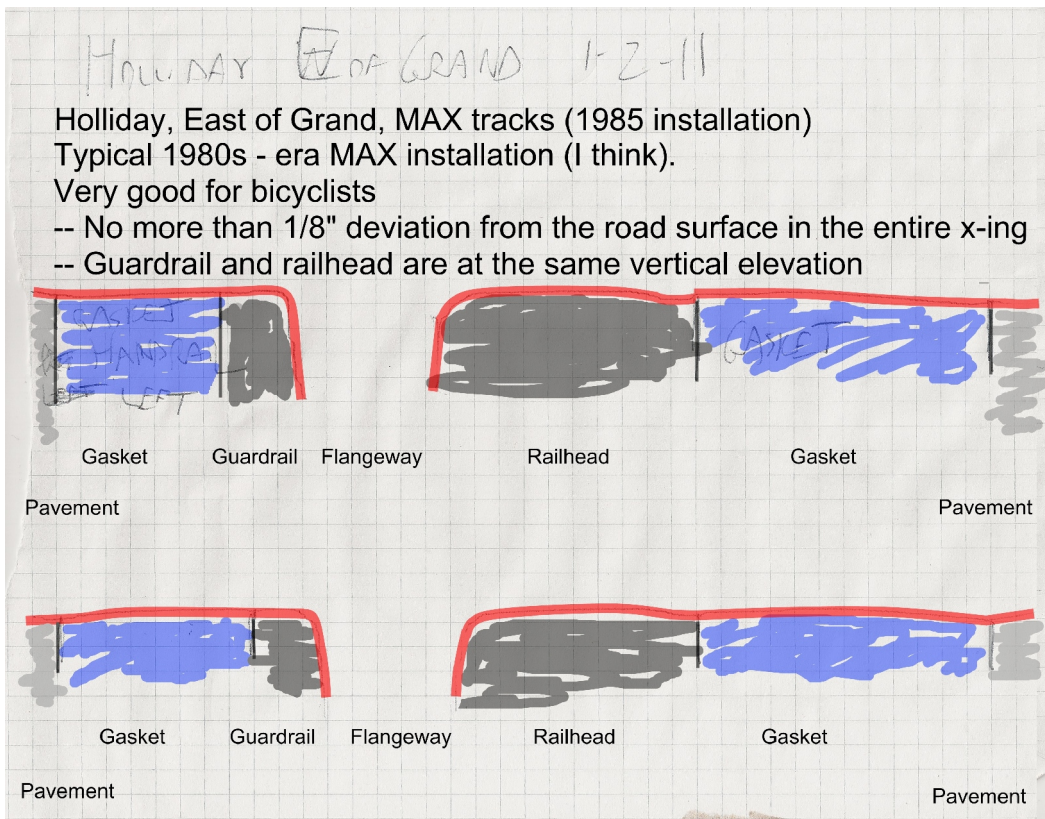 HOLLIDAY E OF GRAND 1-2-11
Holliday, East of Grand, MAX tracks (1985 installation)
Typical 1980s - era MAX installation (I think).
Very good for bicyclists
-- No more than 1/8" deviation from the road surface in the entire x-ing
-- Guardrail and railhead are at the same vertical elevation
GASKET
LEFT
GASKET
Gasket Guardrail Flangeway Railhead Gasket
Pavement Pavement
Gasket Guardrail Flangeway Railhead Gasket
Pavement Pavement